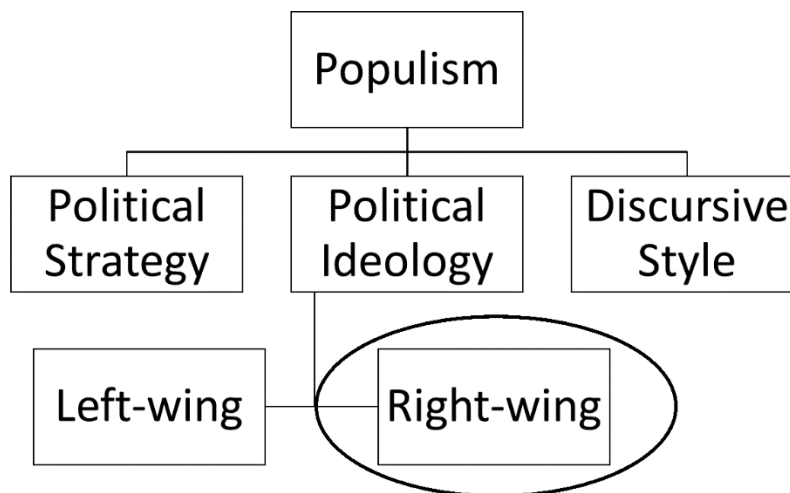 Populism
Political
Strategy
Political
Ideology
Discursive
Style
Left-wing
Right-wing